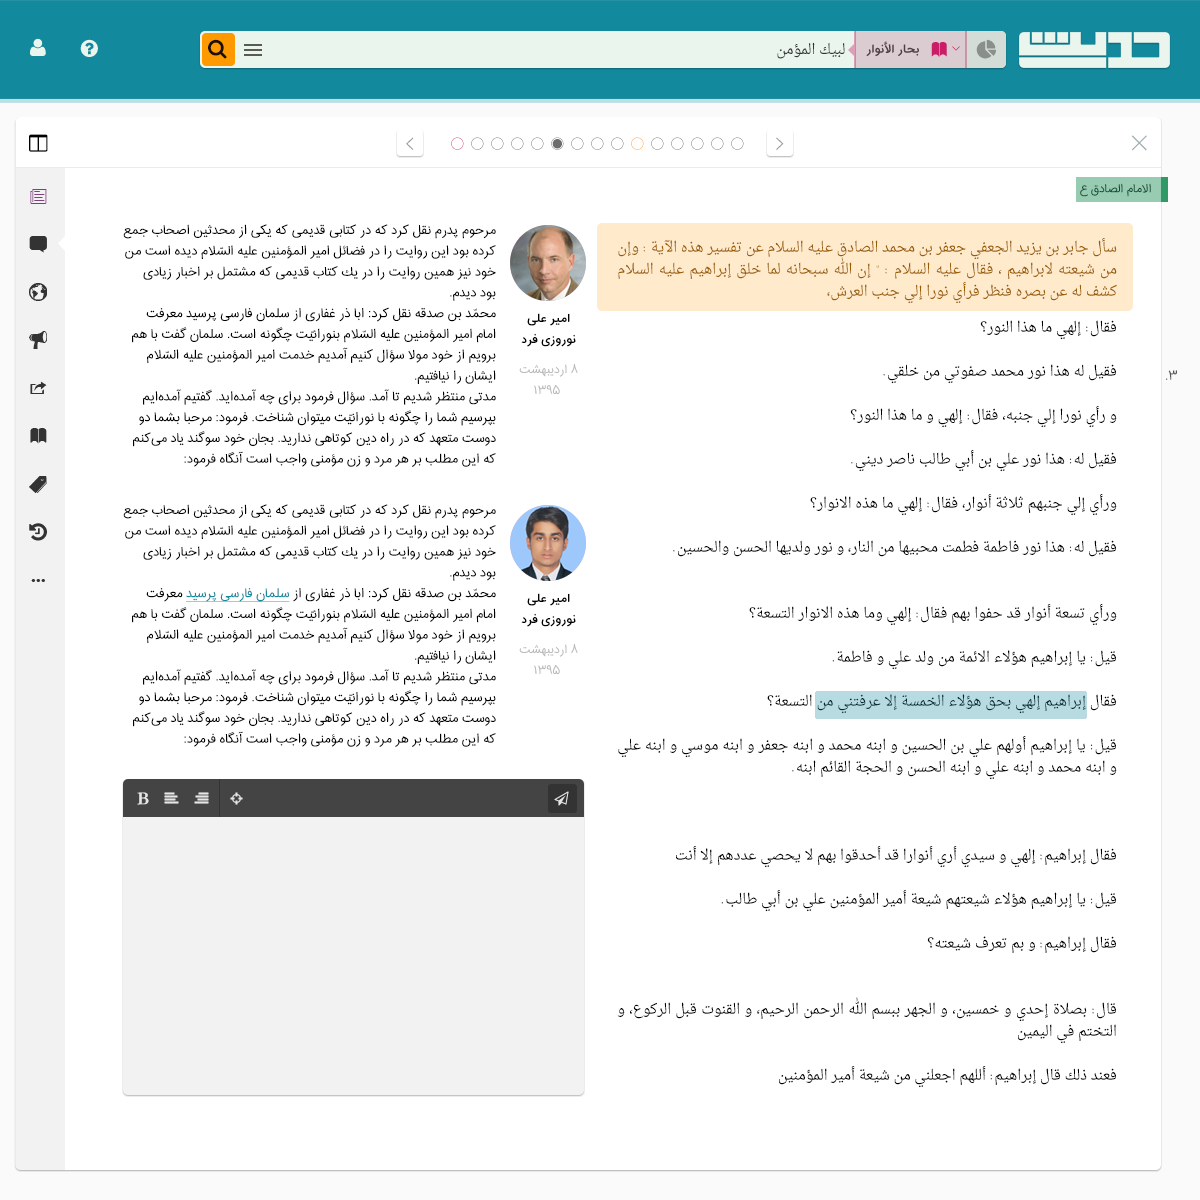 حديث
بحار الأنوار
لبيك المؤمن
الامام الصادق ع
سأل جابر بن يزيد الجعفي جعفر بن محمد الصادق عليه السلام عن تفسير هذه الآية : وإن
من شيعته لابراهيم ، فقال عليه السلام : ˚ إن الله سبحانه لما خلق إبراهيم عليه السلام
كشف له عن بصره فنظر فرأي نورا إلي جنب العرش،
فقال: إلهي ما هذا النور؟
۳.
فقيل له هذا نور محمد صفوتي من خلقي.
و رأي نورا إلي جنبه، فقال: إلهي و ما هذا النور؟
فقيل له: هذا نور علي بن أبي طالب ناصر ديني.
ورأي إلي جنبهم ثلاثة أنوار، فقال: إلهي ما هذه الانوار؟
فقيل له: هذا نور فاطمة فطمت محبيها من النار، و نور ولديها الحسن والحسين.
ورأي تسعة أنوار قد حفوا بهم فقال: إلهي وما هذه الانوار التسعة؟
قيل: يا إبراهيم هؤلاء الائمة من ولد علي و فاطمة.
فقال إبراهيم إلهي بحق هؤلاء الخمسة إلا عرفتني من التسعة؟
قيل: يا إبراهيم أولهم علي بن الحسين و ابنه محمد و ابنه جعفر و ابنه موسي و ابنه علي
و ابنه محمد و ابنه علي و ابنه الحسن و الحجة القائم ابنه.
فقال إبراهيم: إلهي و سيدي أري أنوارا قد أحدقوا بهم لا يحصي عددهم إلا أنت
قيل: يا إبراهيم هؤلاء شيعتهم شيعة أمير المؤمنين علي بن أبي طالب.
فقال إبراهيم: و بم تعرف شيعته؟
قال: بصلاة إحدي و خمسين، و الجهر ببسم الله الرحمن الرحيم، و القنوت قبل الركوع، و
التختم في اليمين
فعند ذلك قال إبراهيم: أللهم اجعلني من شيعة أمير المؤمنين
امیر علی
نوروزی فرد
۸ اردیبهشت
۱۳۹۵
مرحوم پدرم نقل کرد که در کتابی قدیمی که یکی از محدثین اصحاب جمع
کرده بود این روایت را در فضائل امیر المؤمنین علیه السّلام دیده است من
خود نیز همین روایت را در یك کتاب قدیمی که مشتمل بر اخبار زیادی
بود دیدم.
محمّد بن صدقه نقل کرد: ابا ذر غفاری از سلمان فارسی پرسید معرفت
امام امیر المؤمنین علیه السّلام بنورانیّت چگونه است. سلمان گفت با هم
برویم از خود مولا سؤال کنیم آمدیم خدمت امیر المؤمنین علیه السّلام
ایشان را نیافتیم.
مدتی منتظر شدیم تا آمد. سؤال فرمود برای چه آمده‌اید. گفتیم آمده‌ایم
بپرسیم شما را چگونه با نورانیّت میتوان شناخت. فرمود: مرحبا بشما دو
دوست متعهد که در راه دین کوتاهی ندارید. بجان خود سوگند یاد می‌کنم
که این مطلب بر هر مرد و زن مؤمنی واجب است آنگاه فرمود:
امیر علی
نوروزی فرد
۸ اردیبهشت
۱۳۹۵
مرحوم پدرم نقل کرد که در کتابی قدیمی که یکی از محدثین اصحاب جمع
کرده بود این روایت را در فضائل امیر المؤمنین علیه السّلام دیده است من
خود نیز همین روایت را در یك کتاب قدیمی که مشتمل بر اخبار زیادی
بود دیدم.
محمّد بن صدقه نقل کرد: ابا ذر غفاری از سلمان فارسی پرسید معرفت
امام امیر المؤمنین علیه السّلام بنورانیّت چگونه است. سلمان گفت با هم
برویم از خود مولا سؤال کنیم آمدیم خدمت امیر المؤمنین علیه السّلام
ایشان را نیافتیم.
مدتی منتظر شدیم تا آمد. سؤال فرمود برای چه آمده‌اید. گفتیم آمده‌ایم
بپرسیم شما را چگونه با نورانیّت میتوان شناخت. فرمود: مرحبا بشما دو
دوست متعهد که در راه دین کوتاهی ندارید. بجان خود سوگند یاد می‌کنم
که این مطلب بر هر مرد و زن مؤمنی واجب است آنگاه فرمود:
B